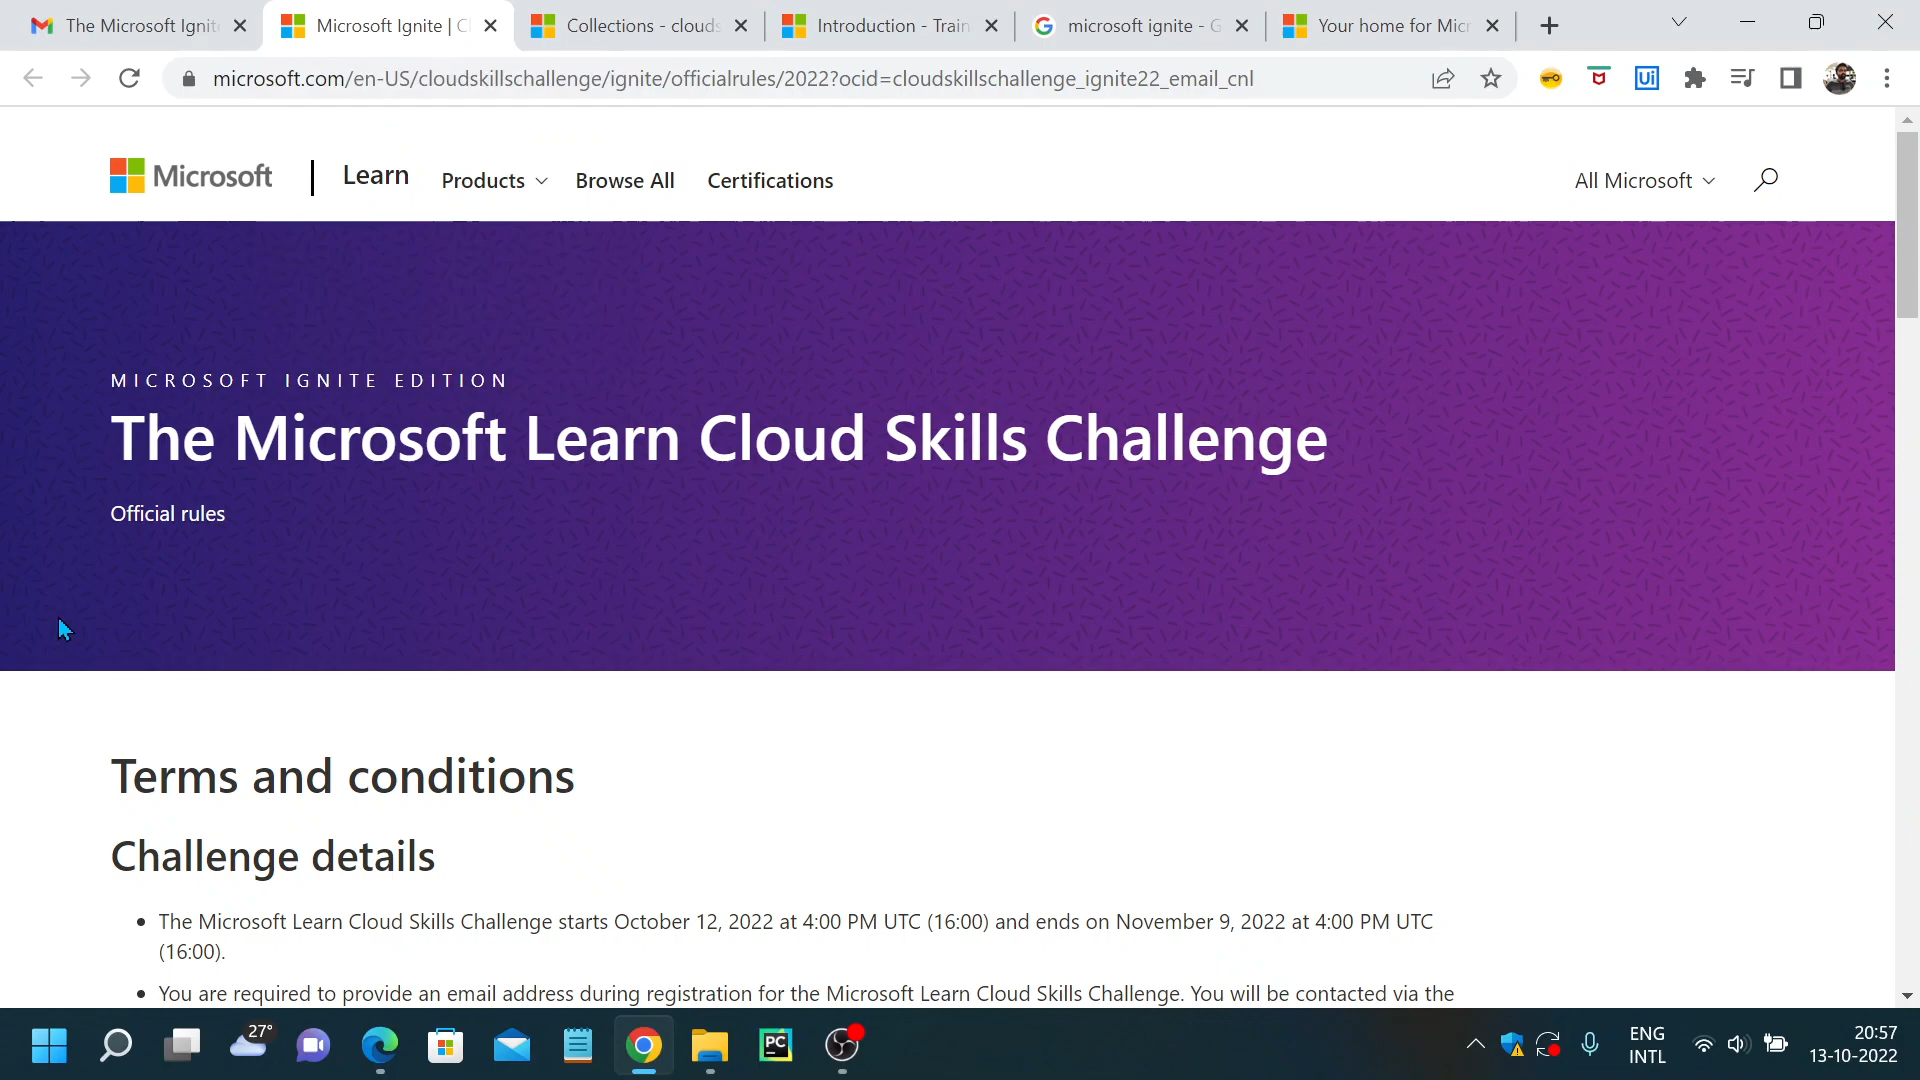 The Microsoft Ignite
Microsoft Ignite | C
Collections - clouds
Introduction - Train
microsoft ignite - G
Your home for Micr
microsoft.com/en-US/cloudskillschallenge/ignite/officialrules/2022?ocid=cloudskillschallenge_ignite22_email_cnl
Ui
Microsoft
Learn
Products
Browse All
Certifications
All Microsoft
MICROSOFT IGNITE EDITION
The Microsoft Learn Cloud Skills Challenge
Official rules
Terms and conditions
Challenge details
• The Microsoft Learn Cloud Skills Challenge starts October 12, 2022 at 4:00 PM UTC (16:00) and ends on November 9, 2022 at 4:00 PM UTC
(16:00).
• You are required to provide an email address during registration for the Microsoft Learn Cloud Skills Challenge. You will be contacted via the
27°
PC
ENG
INTL
20:57
13-10-2022